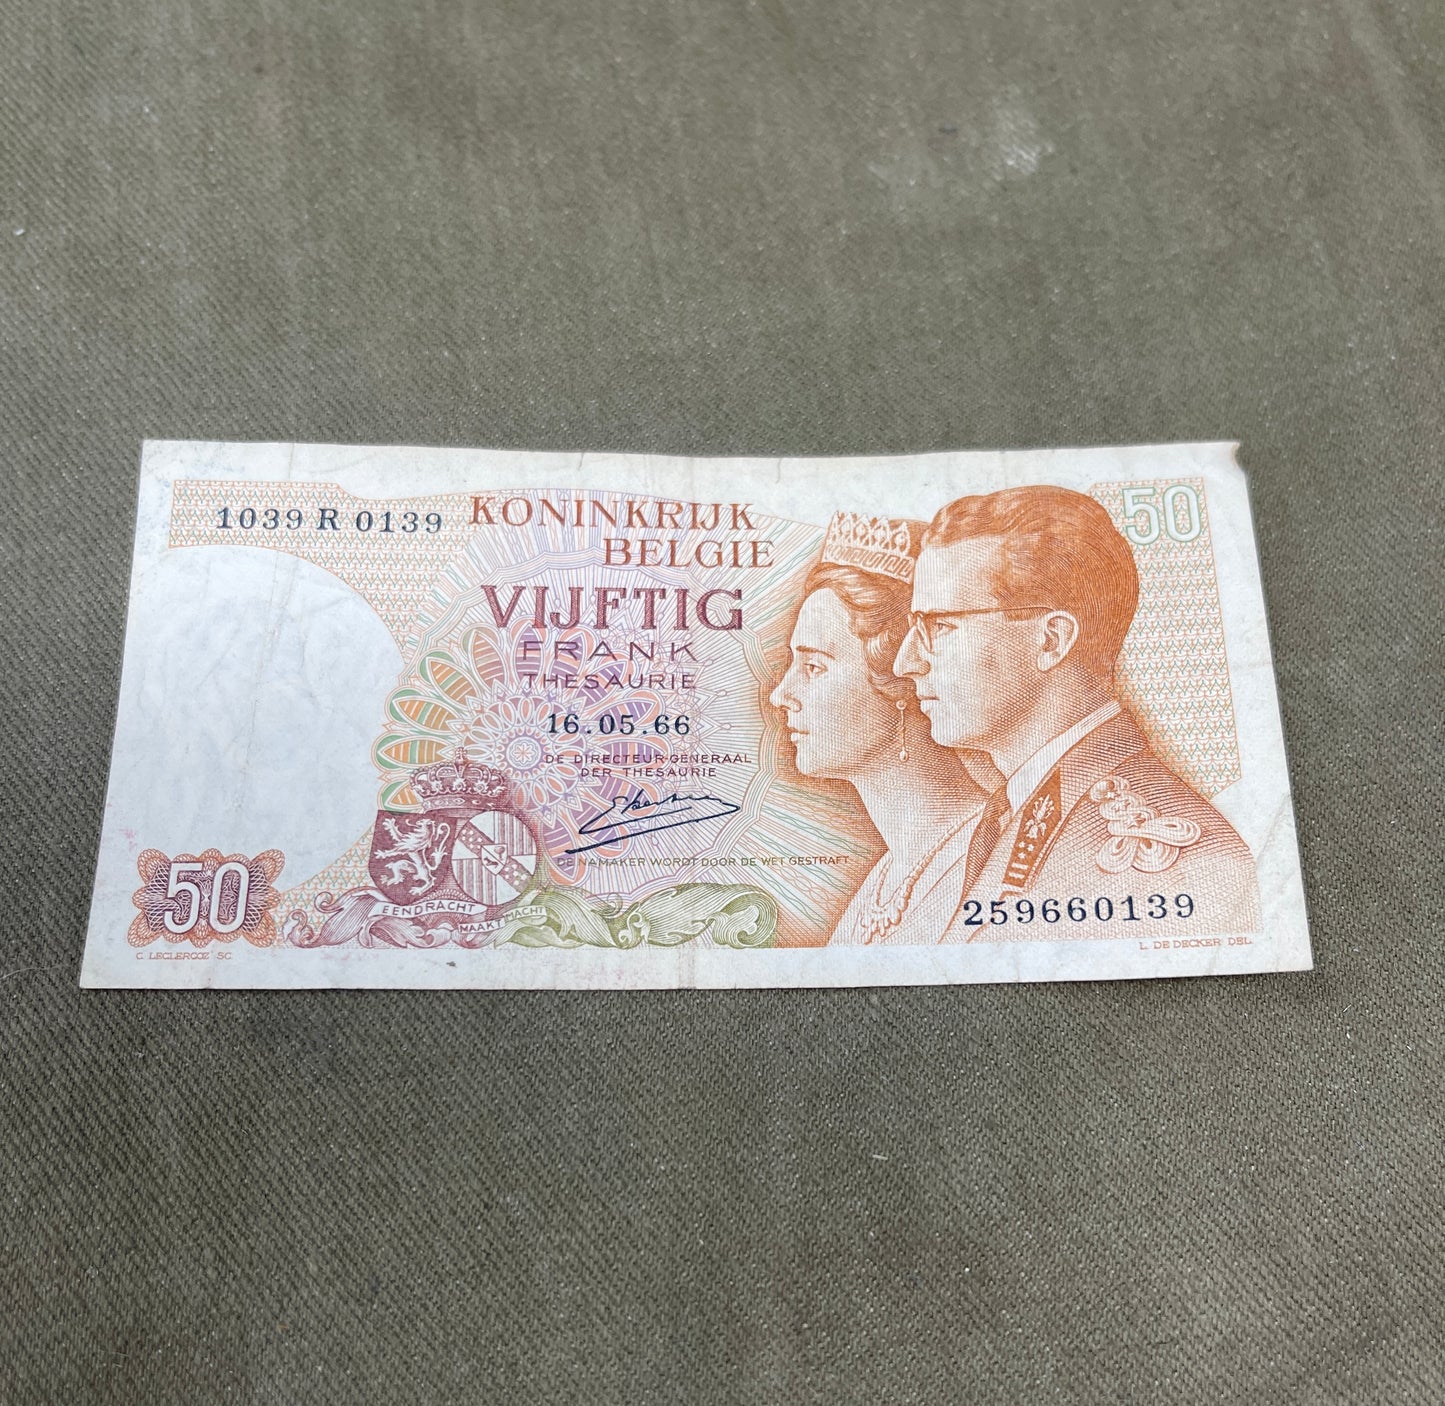 1039 R 0139
KONINKRIJK
BELGIE
50
VIJFTIG
FRANK
THESAURIE
16.05.66
DE DIRECTEUR-GENERAAL
DER THESAURIE
DE NAMAKER WORDT DOOR DE WET GESTRAFT
50
EENDRACHT
MAAKT MACHT
259660139
C. LECLERCQZ SC.
L. DE DECKER DEL.